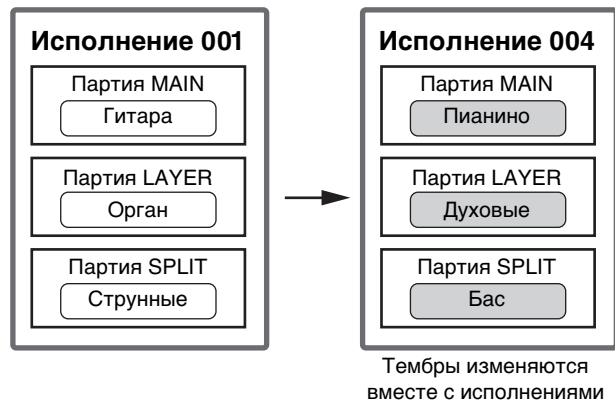 Исполнение 001
Партия MAIN
Гитара
Партия LAYER
Орган
Партия SPLIT
Струнные
Исполнение 004
Партия MAIN
Пианино
Партия LAYER
Духовые
Партия SPLIT
Бас
Тембры изменяются
вместе с исполнениями